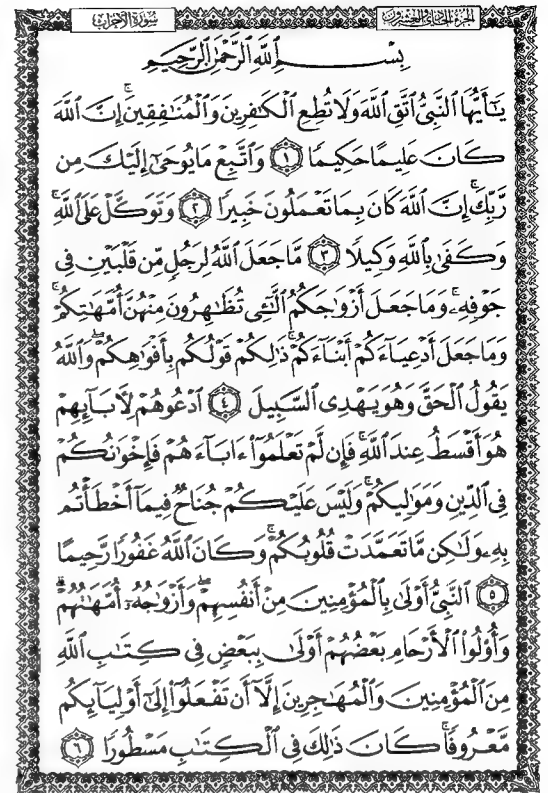 الجزء الحادي والعشرون
سورة الأحزاب
بِسْمِ ٱللَّهِ ٱلرَّحْمَٰنِ ٱلرَّحِيمِ
يَٰٓأَيُّهَا ٱلنَّبِىُّ ٱتَّقِ ٱللَّهَ وَلَا تُطِعِ ٱلْكَٰفِرِينَ وَٱلْمُنَٰفِقِينَ ۚ إِنَّ ٱللَّهَ
كَانَ عَلِيمًا حَكِيمًا ١ وَٱتَّبِعْ مَا يُوحَىٰٓ إِلَيْكَ مِن
رَّبِّكَ ۚ إِنَّ ٱللَّهَ كَانَ بِمَا تَعْمَلُونَ خَبِيرًا ٢ وَتَوَكَّلْ عَلَى ٱللَّهِ ۚ
وَكَفَىٰ بِٱللَّهِ وَكِيلًا ٣ مَّا جَعَلَ ٱللَّهُ لِرَجُلٍ مِّن قَلْبَيْنِ فِى
جَوْفِهِۦ ۚ وَمَا جَعَلَ أَزْوَٰجَكُمُ ٱلَّٰٓـِٔى تُظَٰهِرُونَ مِنْهُنَّ أُمَّهَٰتِكُمْ ۚ
وَمَا جَعَلَ أَدْعِيَآءَكُمْ أَبْنَآءَكُمْ ۚ ذَٰلِكُمْ قَوْلُكُم بِأَفْوَٰهِكُمْ ۖ وَٱللَّهُ
يَقُولُ ٱلْحَقَّ وَهُوَ يَهْدِى ٱلسَّبِيلَ ٤ ٱدْعُوهُمْ لِـَٔابَآئِهِمْ
هُوَ أَقْسَطُ عِندَ ٱللَّهِ ۚ فَإِن لَّمْ تَعْلَمُوٓا۟ ءَابَآءَهُمْ فَإِخْوَٰنُكُمْ
فِى ٱلدِّينِ وَمَوَٰلِيكُمْ ۚ وَلَيْسَ عَلَيْكُمْ جُنَاحٌ فِيمَآ أَخْطَأْتُم
بِهِۦ وَلَٰكِن مَّا تَعَمَّدَتْ قُلُوبُكُمْ ۚ وَكَانَ ٱللَّهُ غَفُورًا رَّحِيمًا
٥ ٱلنَّبِىُّ أَوْلَىٰ بِٱلْمُؤْمِنِينَ مِنْ أَنفُسِهِمْ ۖ وَأَزْوَٰجُهُۥٓ أُمَّهَٰتُهُمْ ۗ
وَأُو۟لُوا۟ ٱلْأَرْحَامِ بَعْضُهُمْ أَوْلَىٰ بِبَعْضٍ فِى كِتَٰبِ ٱللَّهِ
مِنَ ٱلْمُؤْمِنِينَ وَٱلْمُهَٰجِرِينَ إِلَّآ أَن تَفْعَلُوٓا۟ إِلَىٰٓ أَوْلِيَآئِكُم
مَّعْرُوفًا ۚ كَانَ ذَٰلِكَ فِى ٱلْكِتَٰبِ مَسْطُورًا ٦